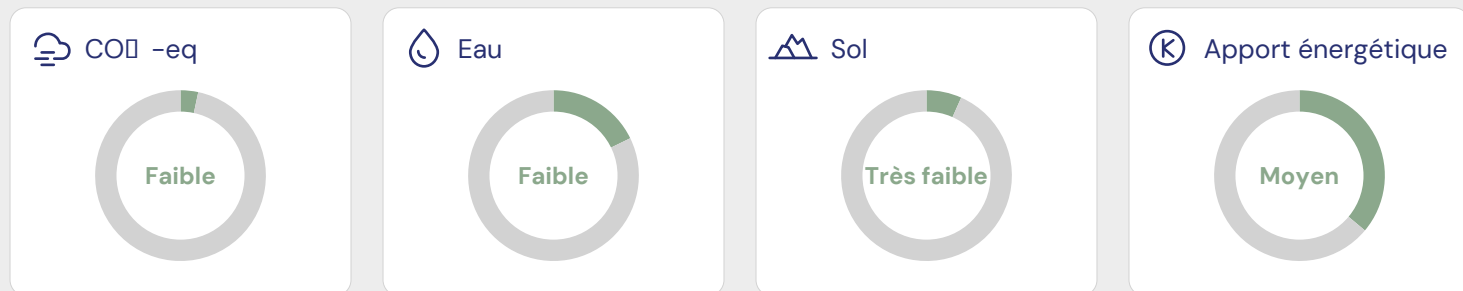 CO▯ -eq
Faible
Eau
Faible
Sol
Très faible
Apport énergétique
Moyen